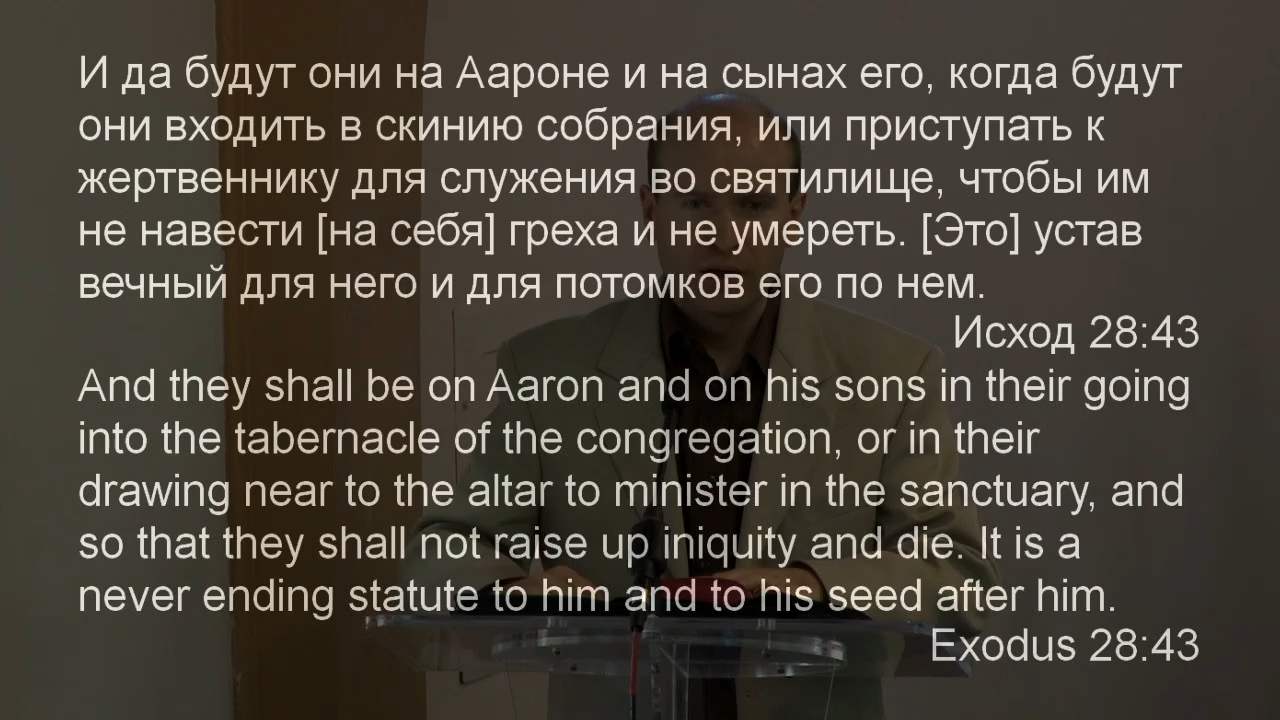 И да будут они на Аароне и на сынах его, когда будут
они входить в скинию собрания, или приступать к
жертвеннику для служения во святилище, чтобы им
не навести [на себя] греха и не умереть. [Это] устав
вечный для него и для потомков его по нем.
Исход 28:43
And they shall be on Aaron and on his sons in their going
into the tabernacle of the congregation, or in their
drawing near to the altar to minister in the sanctuary, and
so that they shall not raise up iniquity and die. It is a
never ending statute to him and to his seed after him.
Exodus 28:43